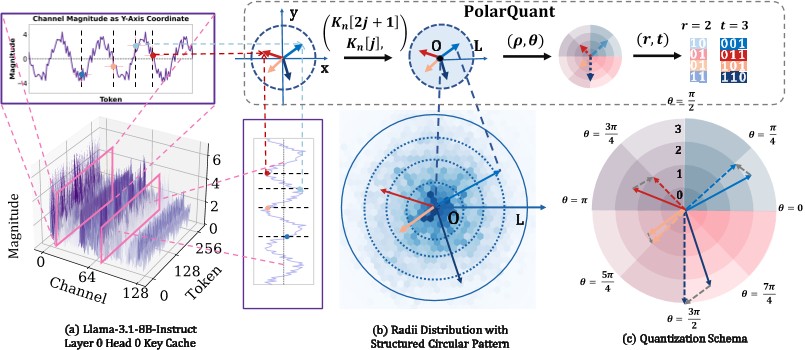 Channel Magnitude as Y-Axis Coordinate
Magnitude
4
0
−4
Token
y
x
(K_n[2j + 1]
K_n[j],)
PolarQuant
O
L
(ρ, θ)
(r, t)
r = 2 t = 3
10 001
01 011
10 101
11 110
Magnitude
6
4
2
0
0
64
128
Channel
256
128
0
Token
O
L
θ = π/2
θ = 3π/4
θ = π/4
3
2
1
0
θ = π
θ = 0
θ = 5π/4
θ = 7π/4
θ = 3π/2
(a) Llama-3.1-8B-Instruct
Layer 0 Head 0 Key Cache
(b) Radii Distribution with
Structured Circular Pattern
(c) Quantization Schema